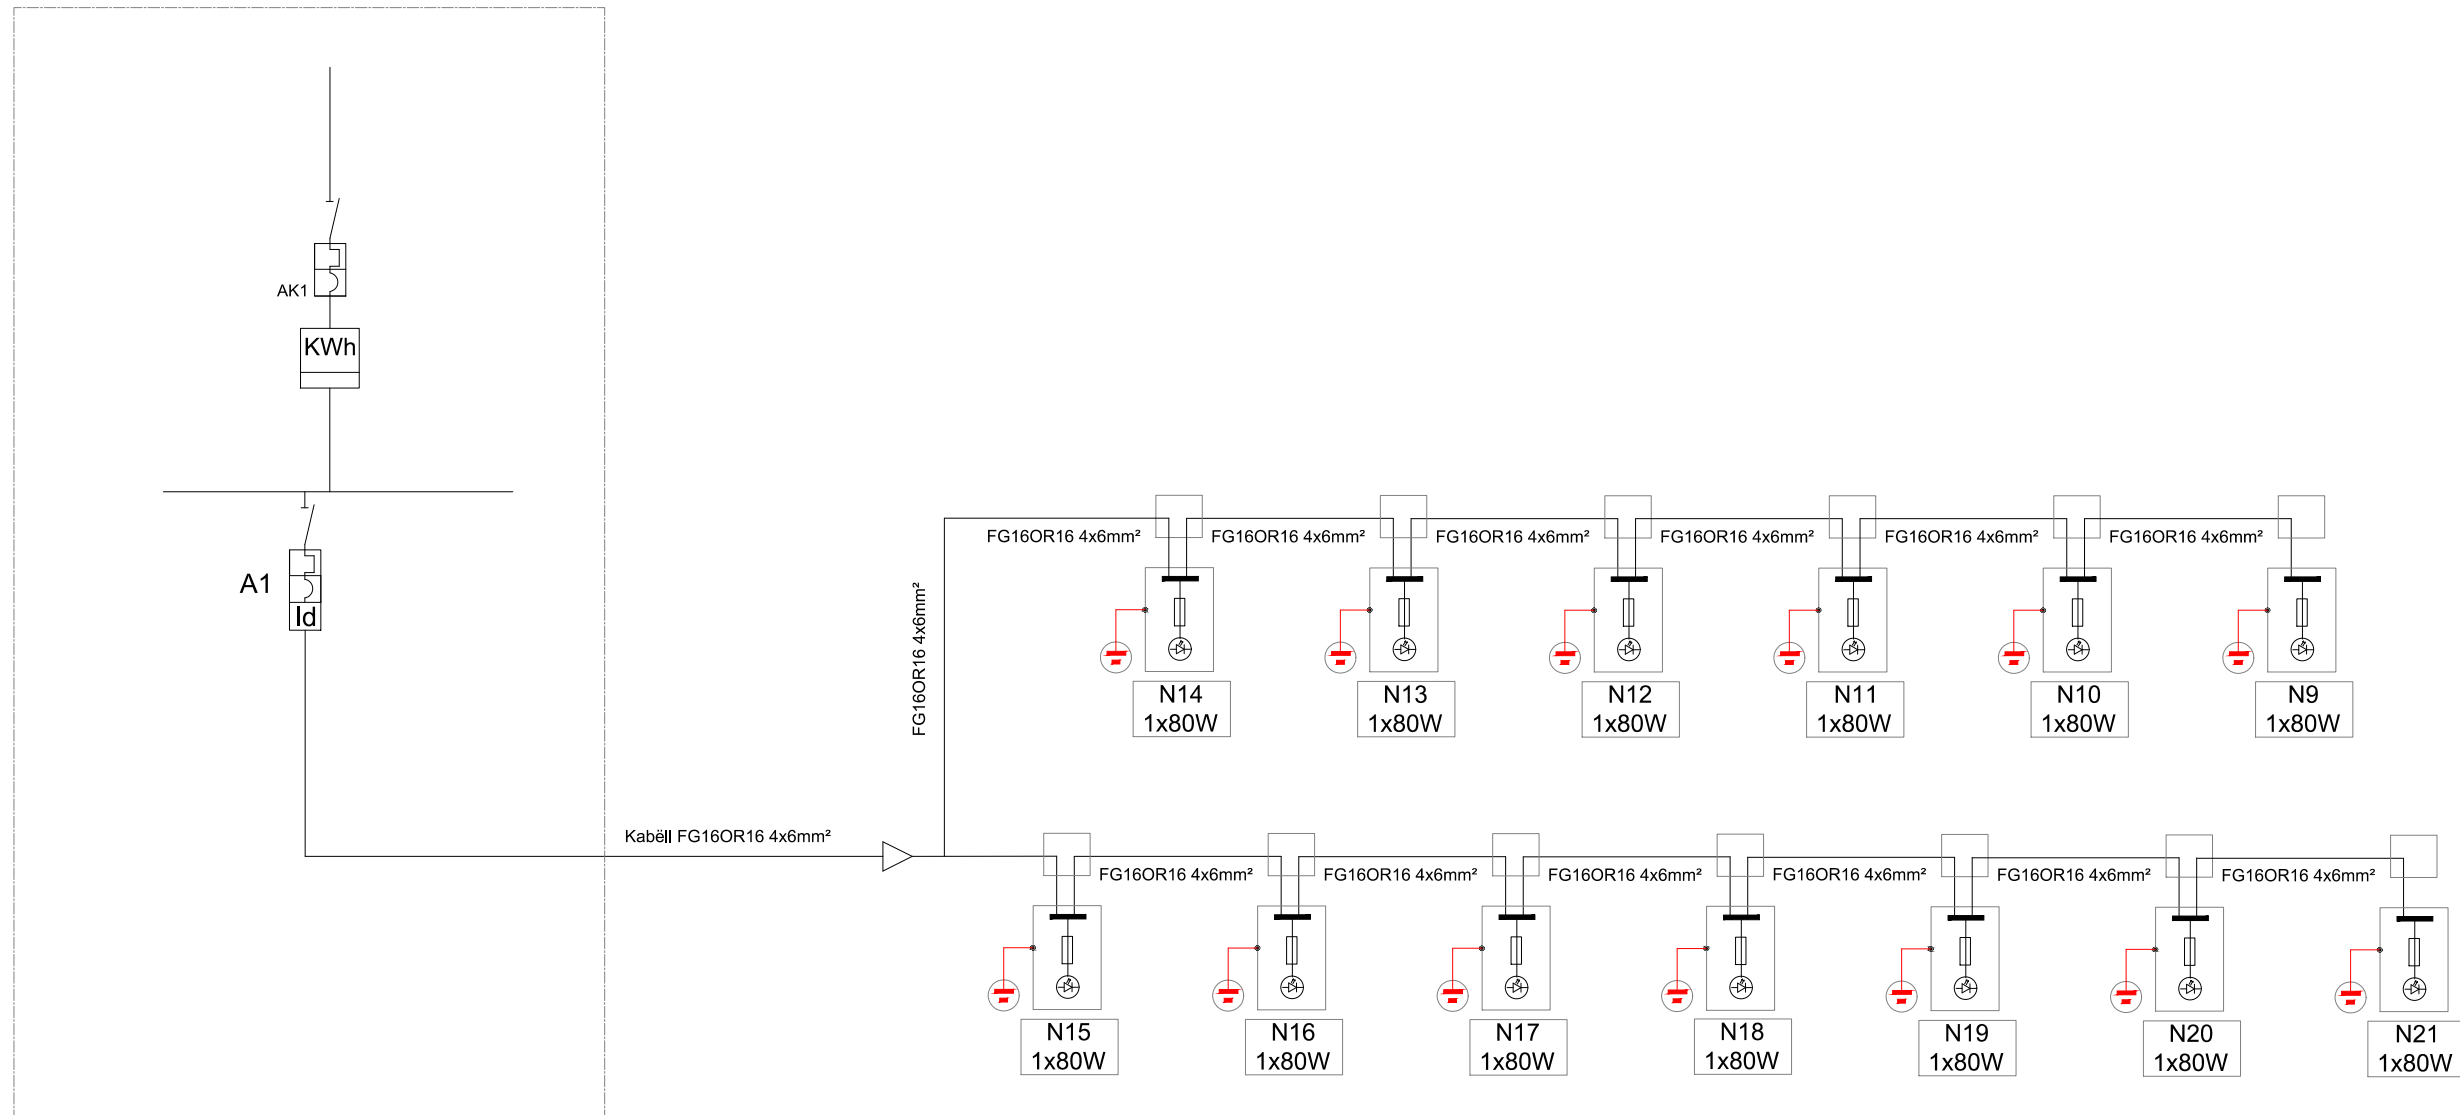 AK1
KWh
A1
Id
Kabëll FG16OR16 4x6mm²
FG16OR16 4x6mm²
FG16OR16 4x6mm²
FG16OR16 4x6mm²
FG16OR16 4x6mm²
FG16OR16 4x6mm²
FG16OR16 4x6mm²
FG16OR16 4x6mm²
N14
1x80W
N13
1x80W
N12
1x80W
N11
1x80W
N10
1x80W
N9
1x80W
FG16OR16 4x6mm²
FG16OR16 4x6mm²
FG16OR16 4x6mm²
FG16OR16 4x6mm²
FG16OR16 4x6mm²
FG16OR16 4x6mm²
N15
1x80W
N16
1x80W
N17
1x80W
N18
1x80W
N19
1x80W
N20
1x80W
N21
1x80W